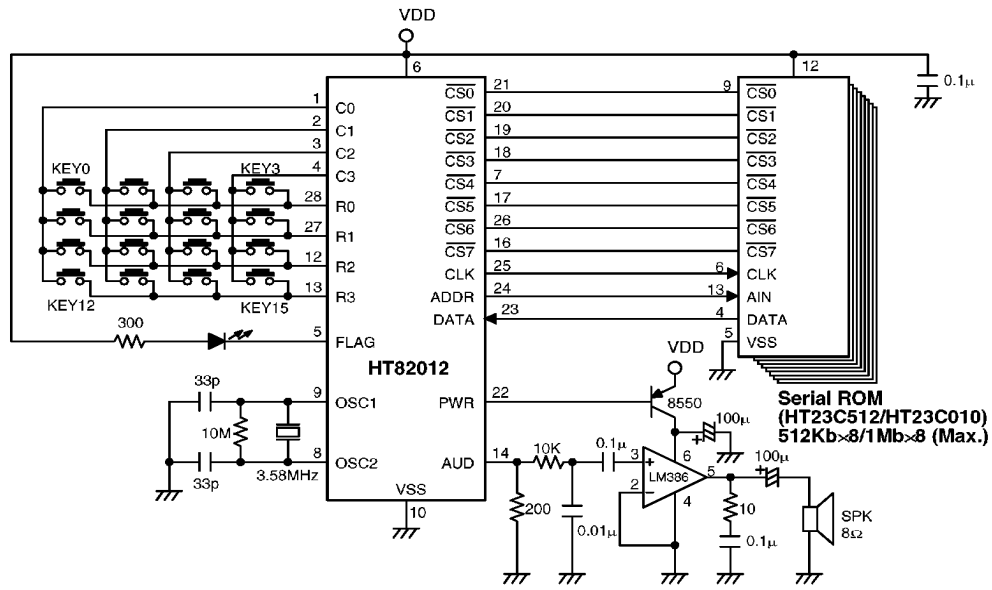 VDD
6
12
0.1μ
1 C0
2 C1
3 C2
4 C3
KEY0
KEY3
28 R0
27 R1
12 R2
13 R3
KEY12
KEY15
300
5 FLAG
HT82012
33p
9 OSC1
10M
3.58MHz
8 OSC2
33p
VSS
10
CS0 21
CS1 20
CS2 19
CS3 18
CS4 7
CS5 17
CS6 26
CS7 16
CLK 25
ADDR 24
DATA 23
PWR 22
AUD 14
9 CS0
CS1
CS2
CS3
CS4
CS5
CS6
CS7
6 CLK
13 AIN
4 DATA
5 VSS
Serial ROM
(HT23C512/HT23C010)
512Kb×8/1Mb×8 (Max.)
VDD
8550
100μ
+
10K
0.1μ
3 +
6
LM386
5
2 −
4
200
0.01μ
100μ
+
10
0.1μ
SPK
8Ω